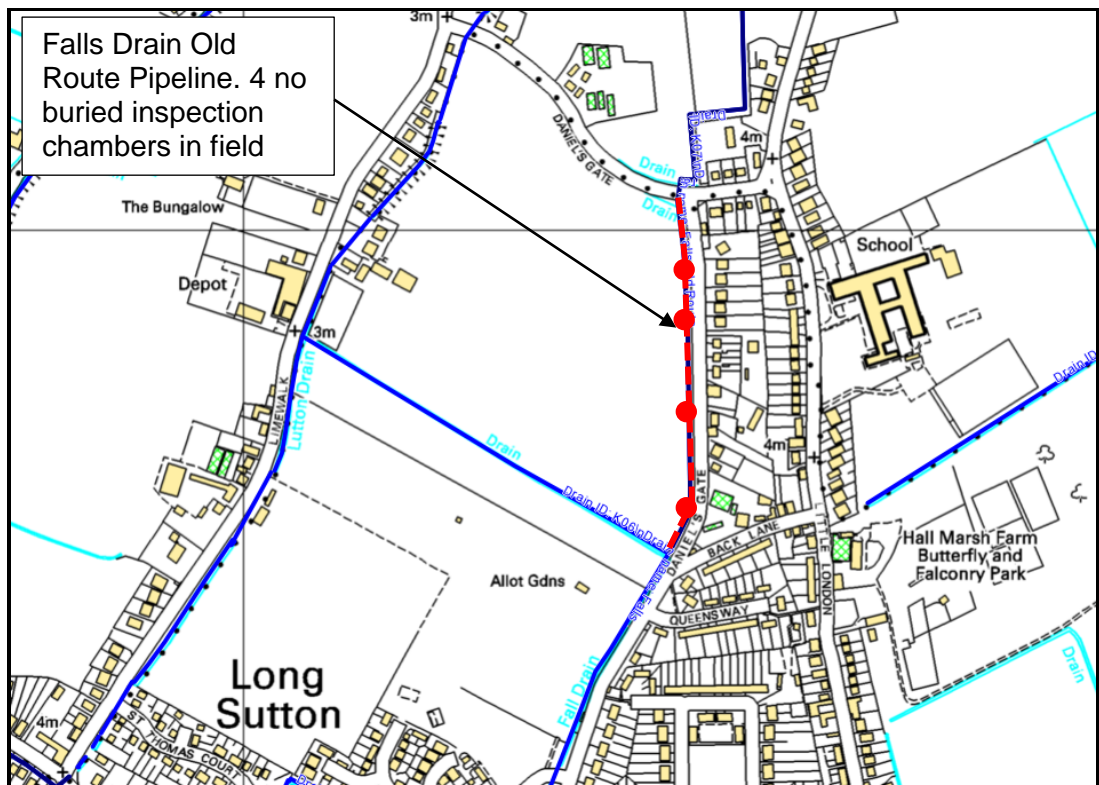 Falls Drain Old
Route Pipeline. 4 no
buried inspection
chambers in field
3m
DANIEL'S GATE
Drain
4m
Drain
Drain
The Bungalow
School
Depot
3m
LIMEWALK
Lutton Drain
Drain
Drain ID: K06\nDrain name Falls
DANIEL'S GATE
4m
BACK LANE
LITTLE LONDON
Drain ID
Hall Marsh Farm
Butterfly and
Falconry Park
Allot Gdns
QUEENSWAY
Fall Drain
Drain
Long
Sutton
4m
ST
THOMAS COURT